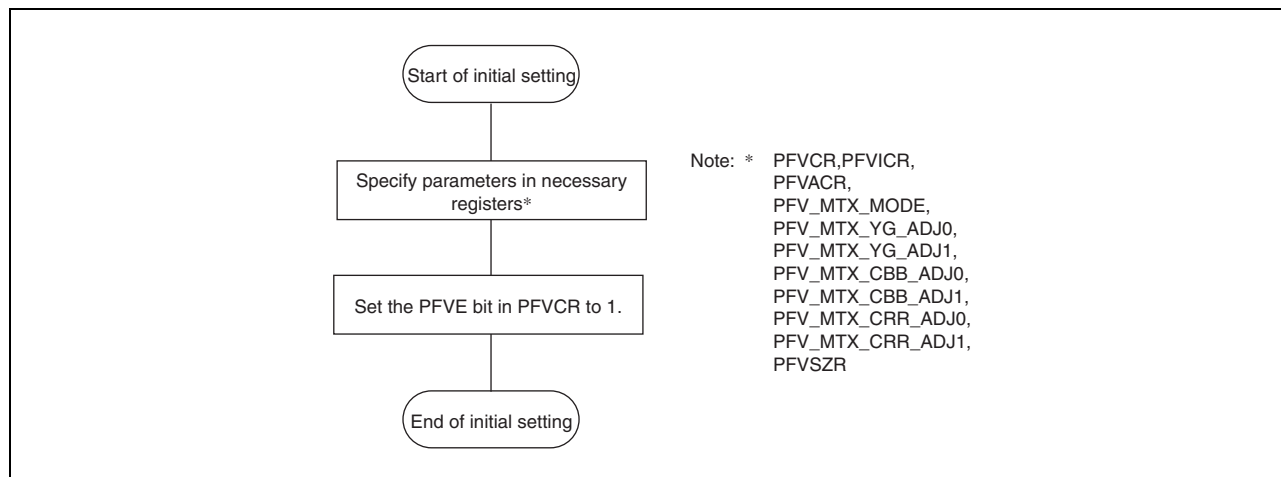 Start of initial setting
Specify parameters in necessary
registers*
Set the PFVE bit in PFVCR to 1.
End of initial setting
Note: * PFVCR,PFVICR,
PFVACR,
PFV_MTX_MODE,
PFV_MTX_YG_ADJ0,
PFV_MTX_YG_ADJ1,
PFV_MTX_CBB_ADJ0,
PFV_MTX_CBB_ADJ1,
PFV_MTX_CRR_ADJ0,
PFV_MTX_CRR_ADJ1,
PFVSZR